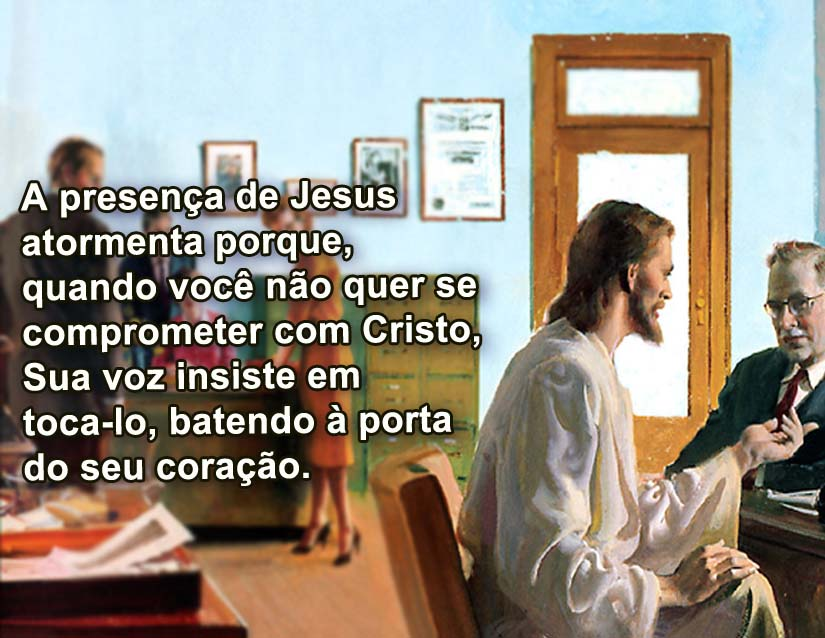 A presença de Jesus
atormenta porque,
quando você não quer se
comprometer com Cristo,
Sua voz insiste em
toca-lo, batendo à porta
do seu coração.